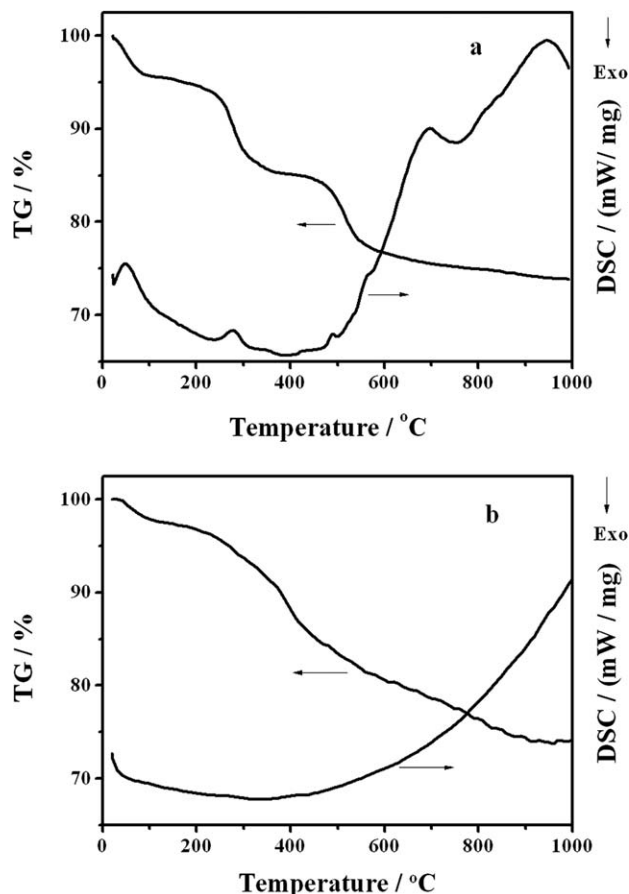 a
Exo
100
90
80
70
TG / %
DSC / (mW/ mg)
0 200 400 600 800 1000
Temperature / °C
b
Exo
100
90
80
70
TG / %
DSC / (mW/ mg)
0 200 400 600 800 1000
Temperature / °C